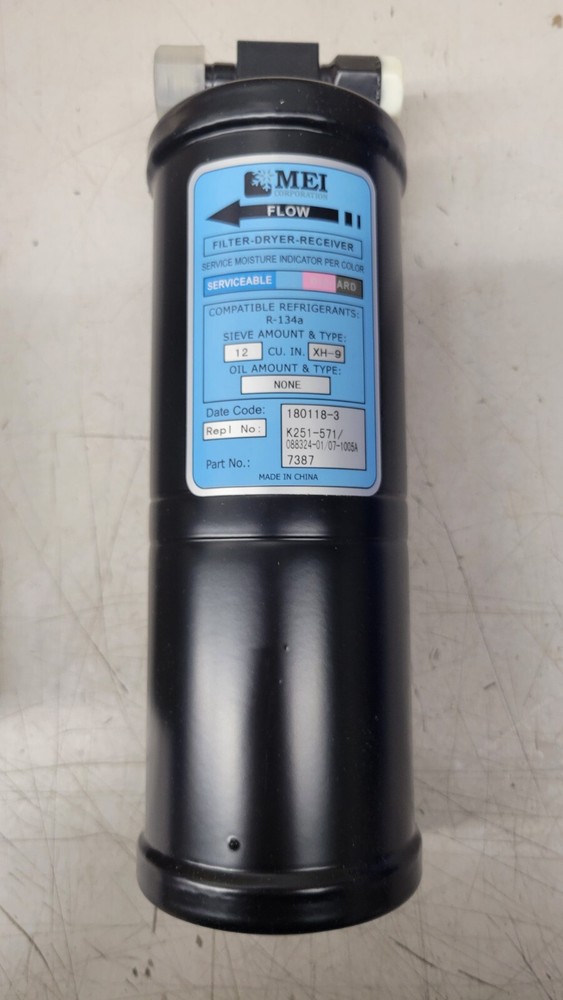 MEI
CORPORATION
FLOW
FILTER-DRYER-RECEIVER
SERVICE MOISTURE INDICATOR PER COLOR
SERVICEABLE ARD
COMPATIBLE REFRIGERANTS:
R-134a
SIEVE AMOUNT & TYPE:
12 CU. IN. XH-9
OIL AMOUNT & TYPE:
NONE
Date Code: 180118-3
Repl No: K251-571/
088324-01/07-1005A
Part No.: 7387
MADE IN CHINA